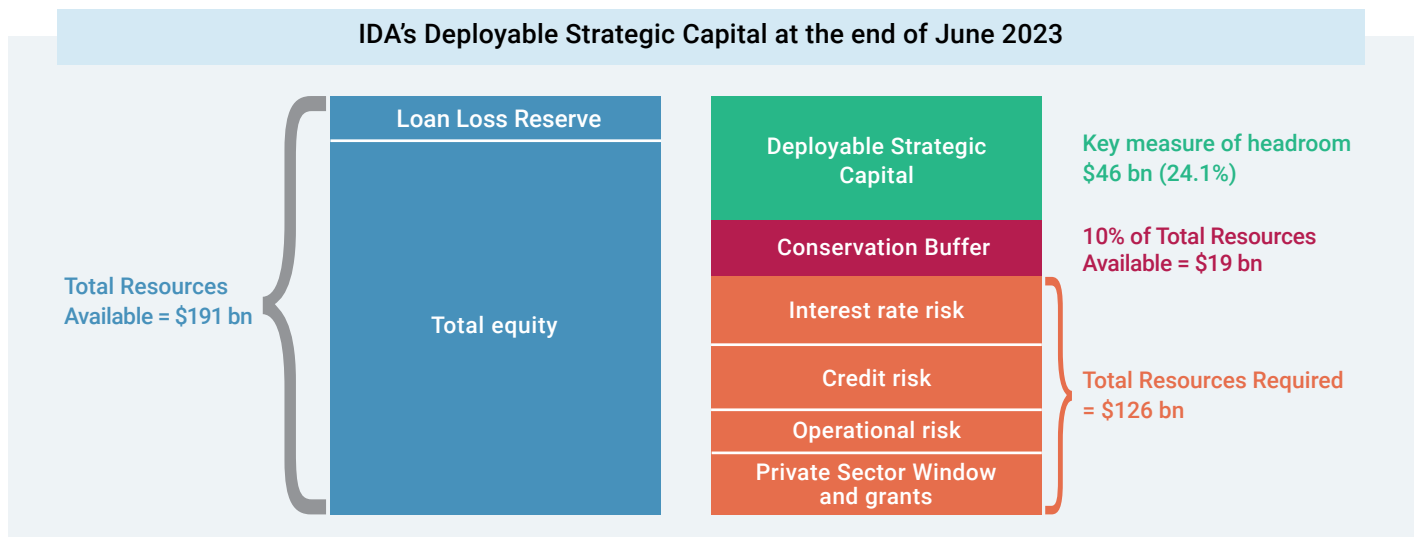 IDA’s Deployable Strategic Capital at the end of June 2023
Total Resources
Available = $191 bn
Loan Loss Reserve
Total equity
Deployable Strategic
Capital
Conservation Buffer
Interest rate risk
Credit risk
Operational risk
Private Sector Window
and grants
Key measure of headroom
$46 bn (24.1%)
10% of Total Resources
Available = $19 bn
Total Resources Required
= $126 bn